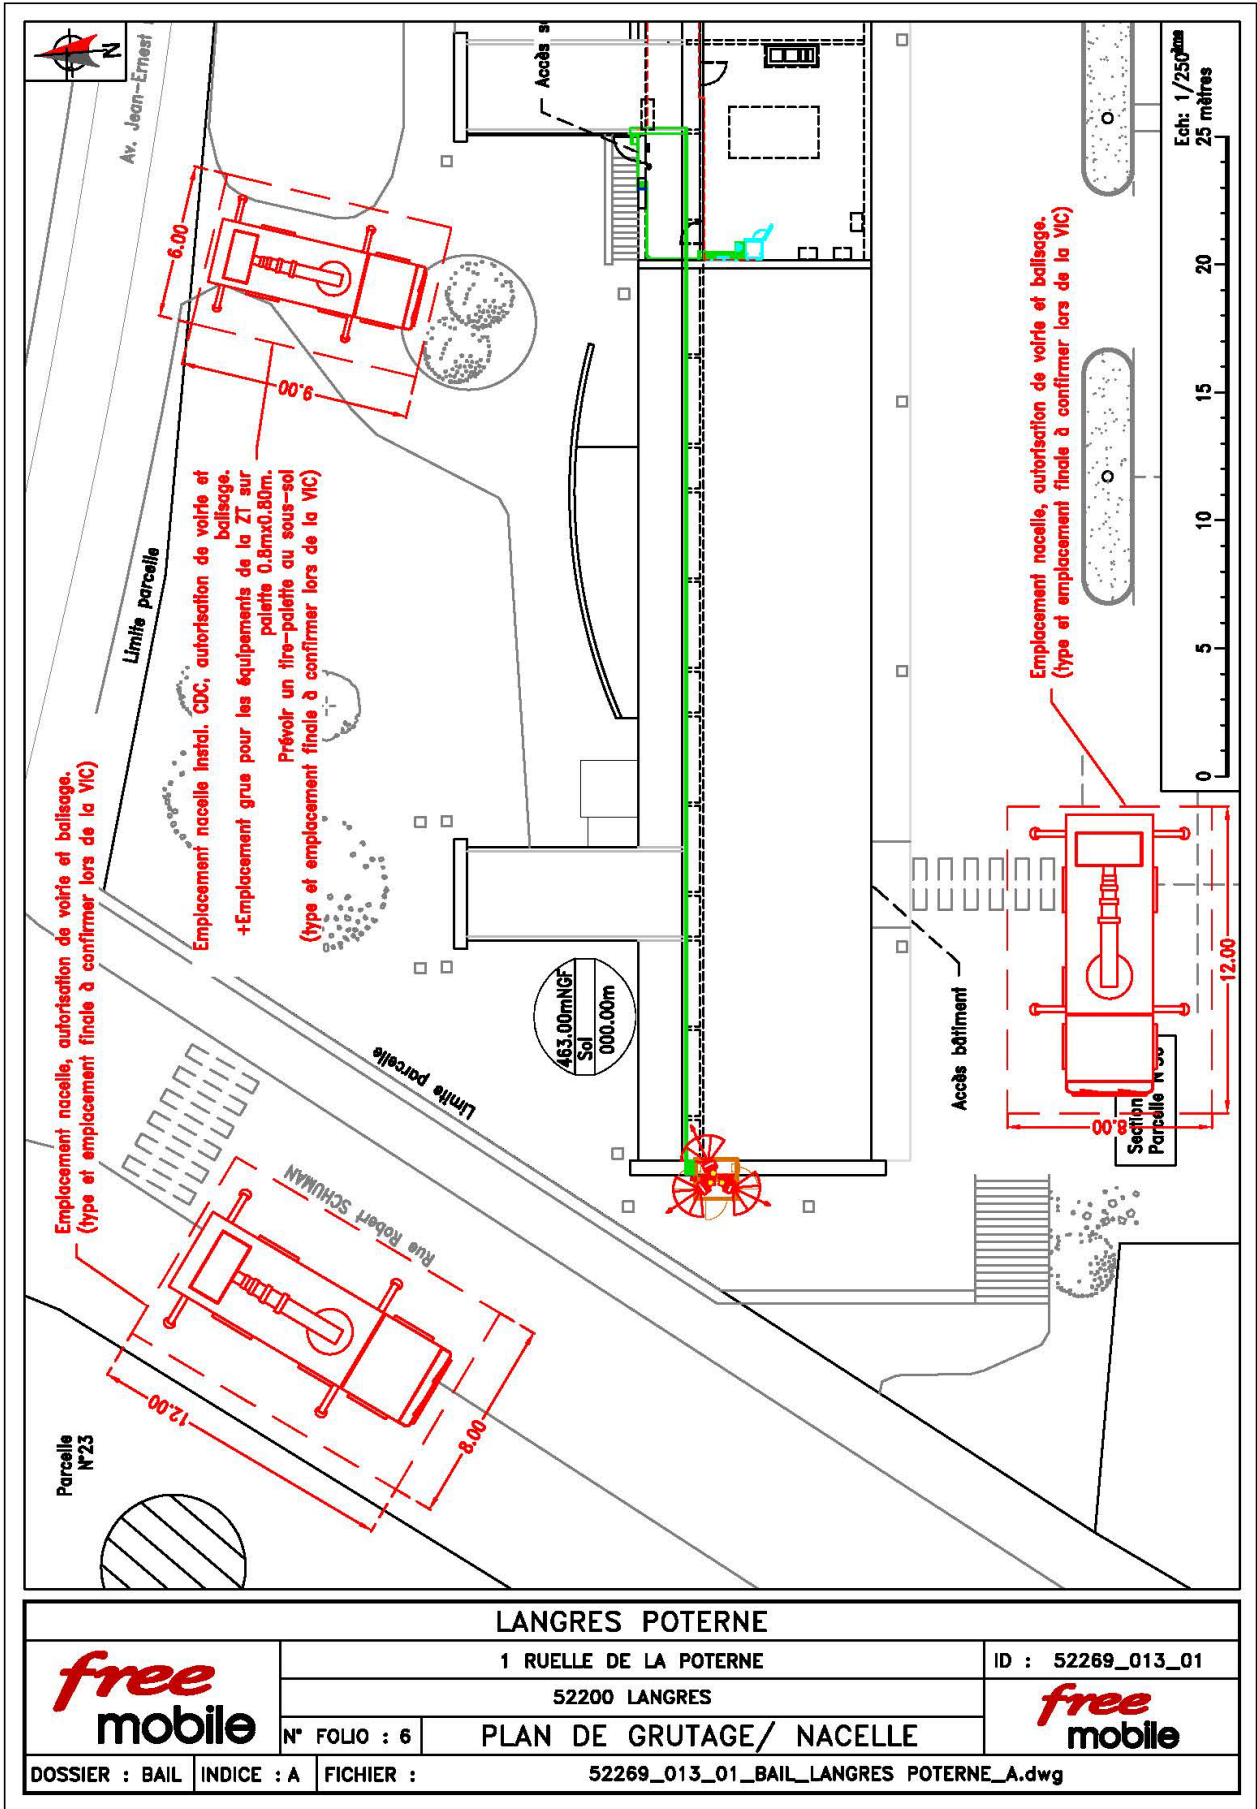 N
Av. Jean-Ernest
Accès s
Ech: 1/250ème
25 mètres
20
15
10
5
0
6.00
9.00
Limite parcelle
Emplacement nacelle instal. CDC, autorisation de voirie et
balisage.
+Emplacement grue pour les équipements de la ZT sur
palette 0.8mx0.80m.
Prévoir un tire-palette au sous-sol
(type et emplacement finale à confirmer lors de la VIC)
Emplacement nacelle, autorisation de voirie et balisage.
(type et emplacement finale à confirmer lors de la VIC)
Emplacement nacelle, autorisation de voirie et balisage.
(type et emplacement finale à confirmer lors de la VIC)
463.00mNGF
Sol
000.00m
Limite parcelle
Accès bâtiment
Rue Robert SCHUMAN
12.00
8.00
Section
Parcelle
12.00
8.00
Parcelle
N°23
LANGRES POTERNE
free
mobile
1 RUELLE DE LA POTERNE
ID : 52269_013_01
52200 LANGRES
free
mobile
N° FOLIO : 6
PLAN DE GRUTAGE/ NACELLE
DOSSIER : BAIL
INDICE : A
FICHIER :
52269_013_01_BAIL_LANGRES POTERNE_A.dwg